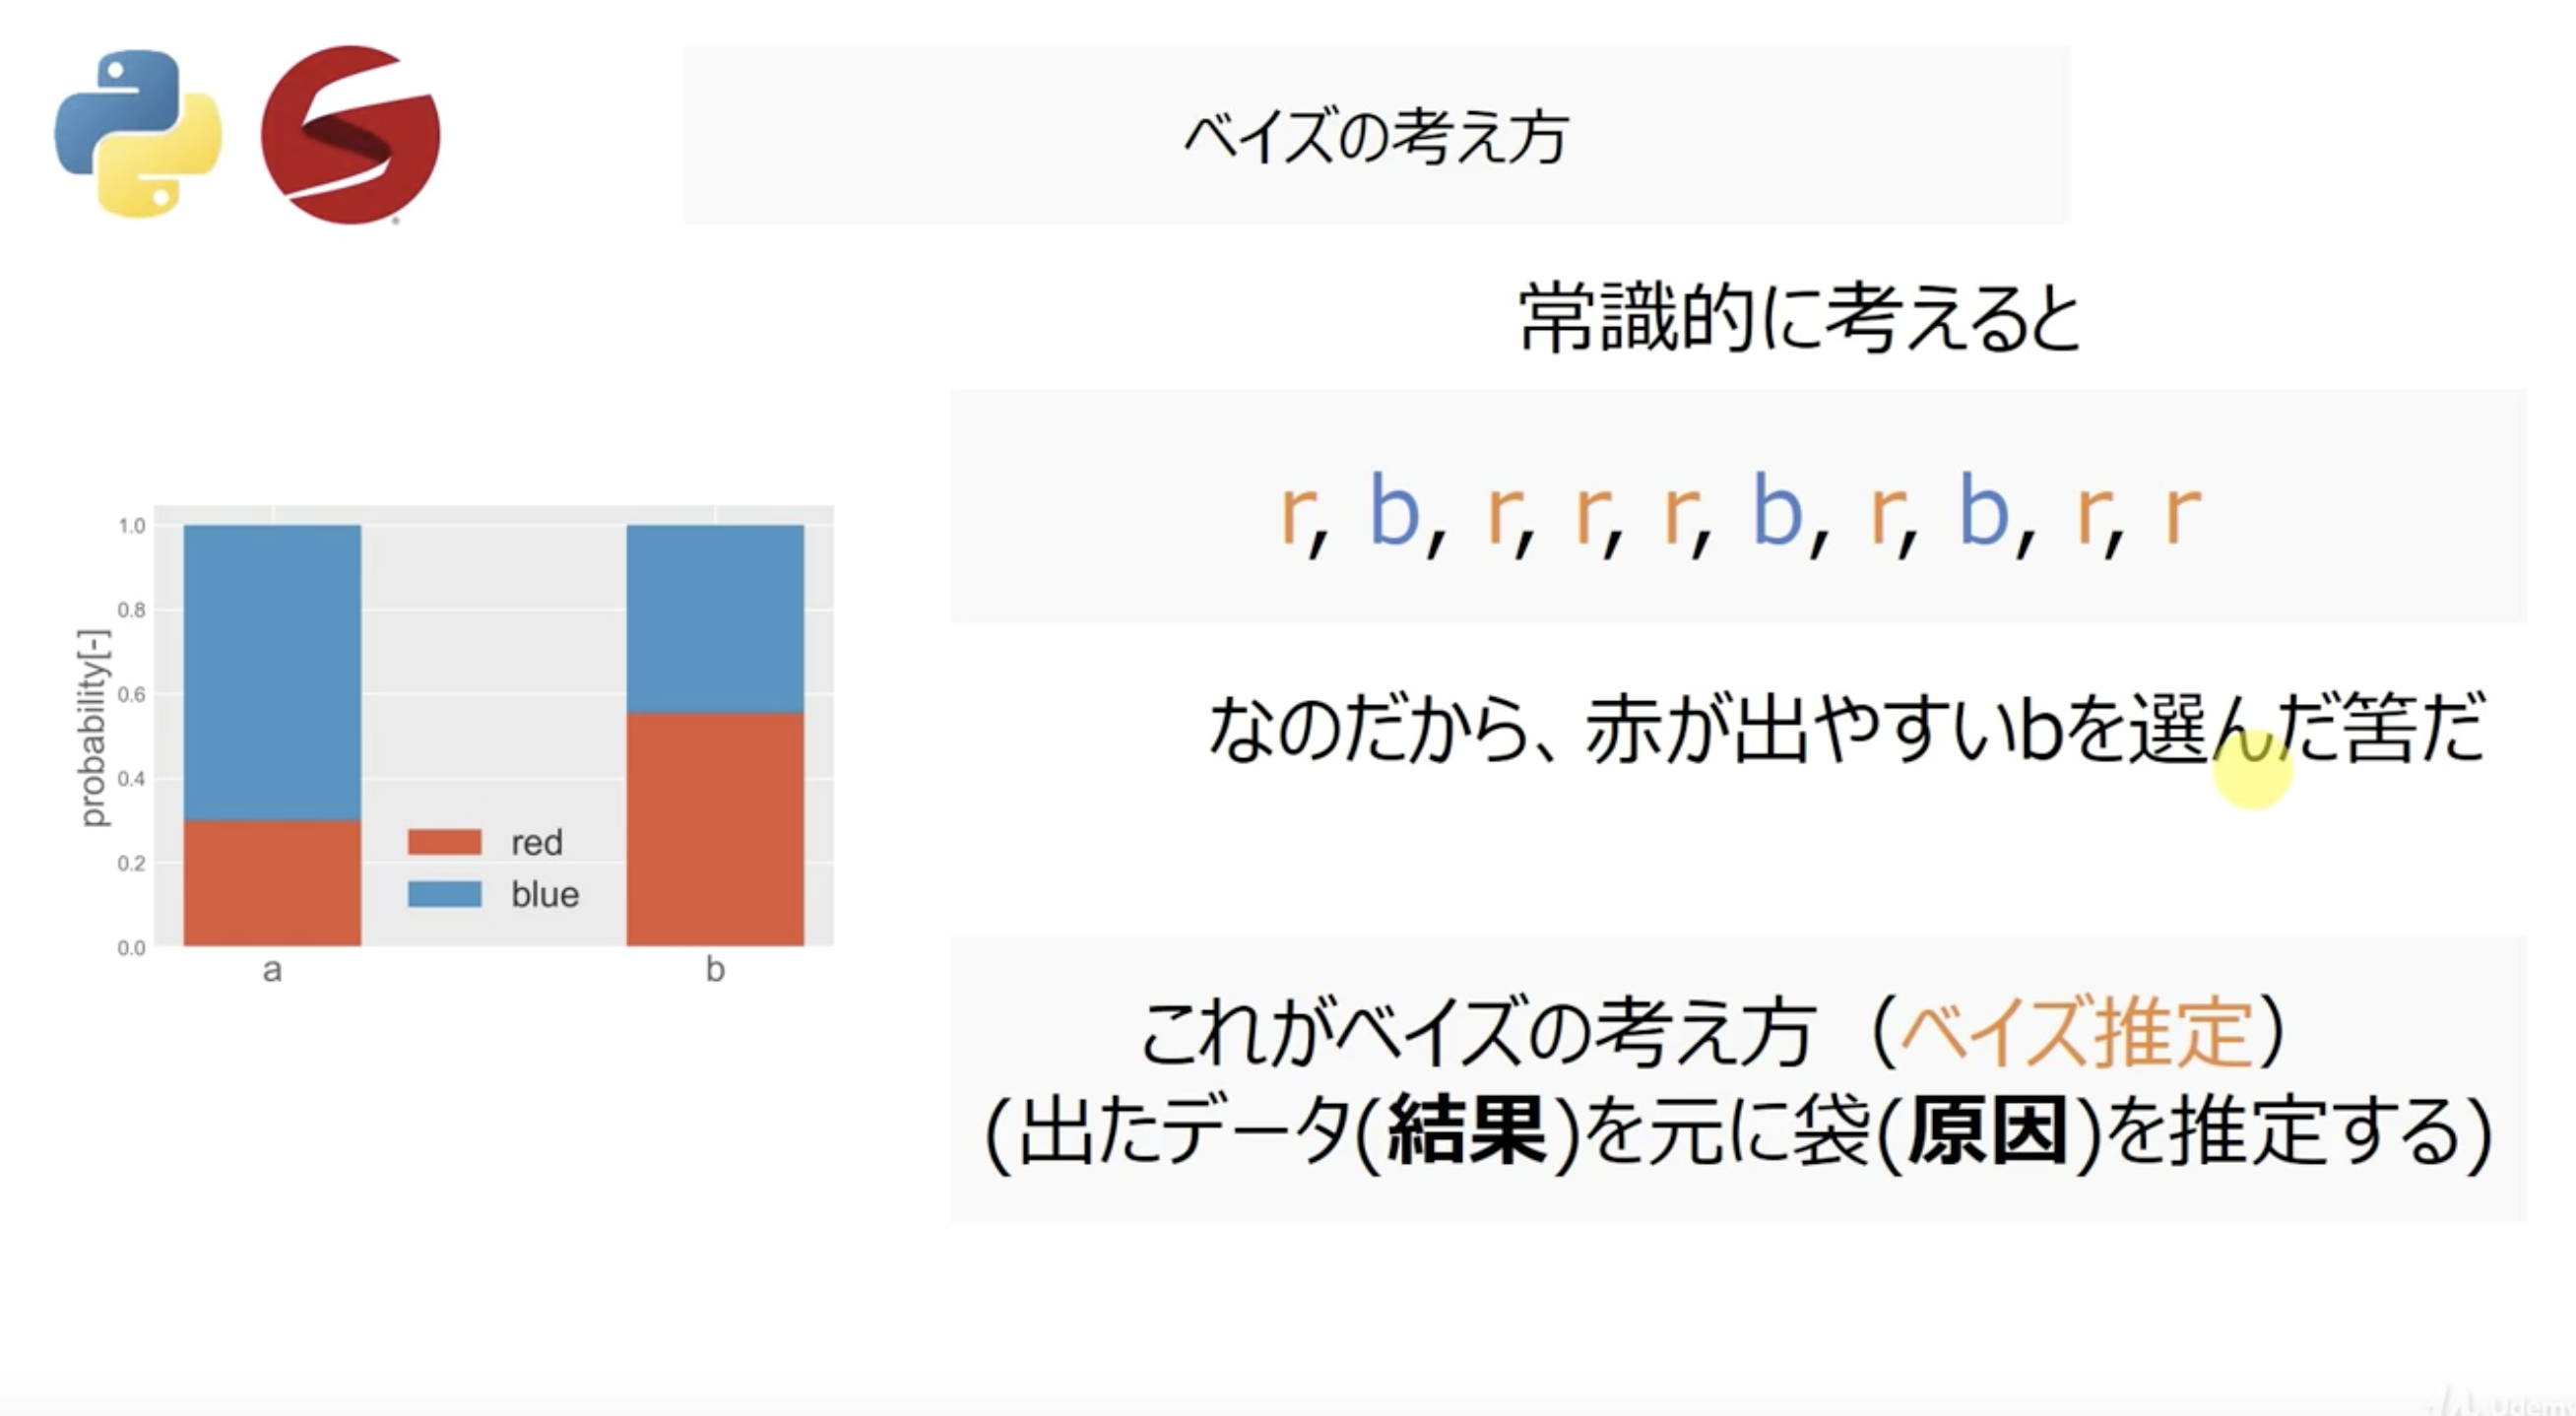 ベイズの考え方
常識的に考えると
r, b, r, r, r, b, r, b, r, r
なのだから、赤が出やすいbを選んだ筈だ
probability[-]
1.0
0.8
0.6
0.4
0.2
0.0
red
blue
a
b
これがベイズの考え方（ベイズ推定）
(出たデータ(結果)を元に袋(原因)を推定する)
Udemy